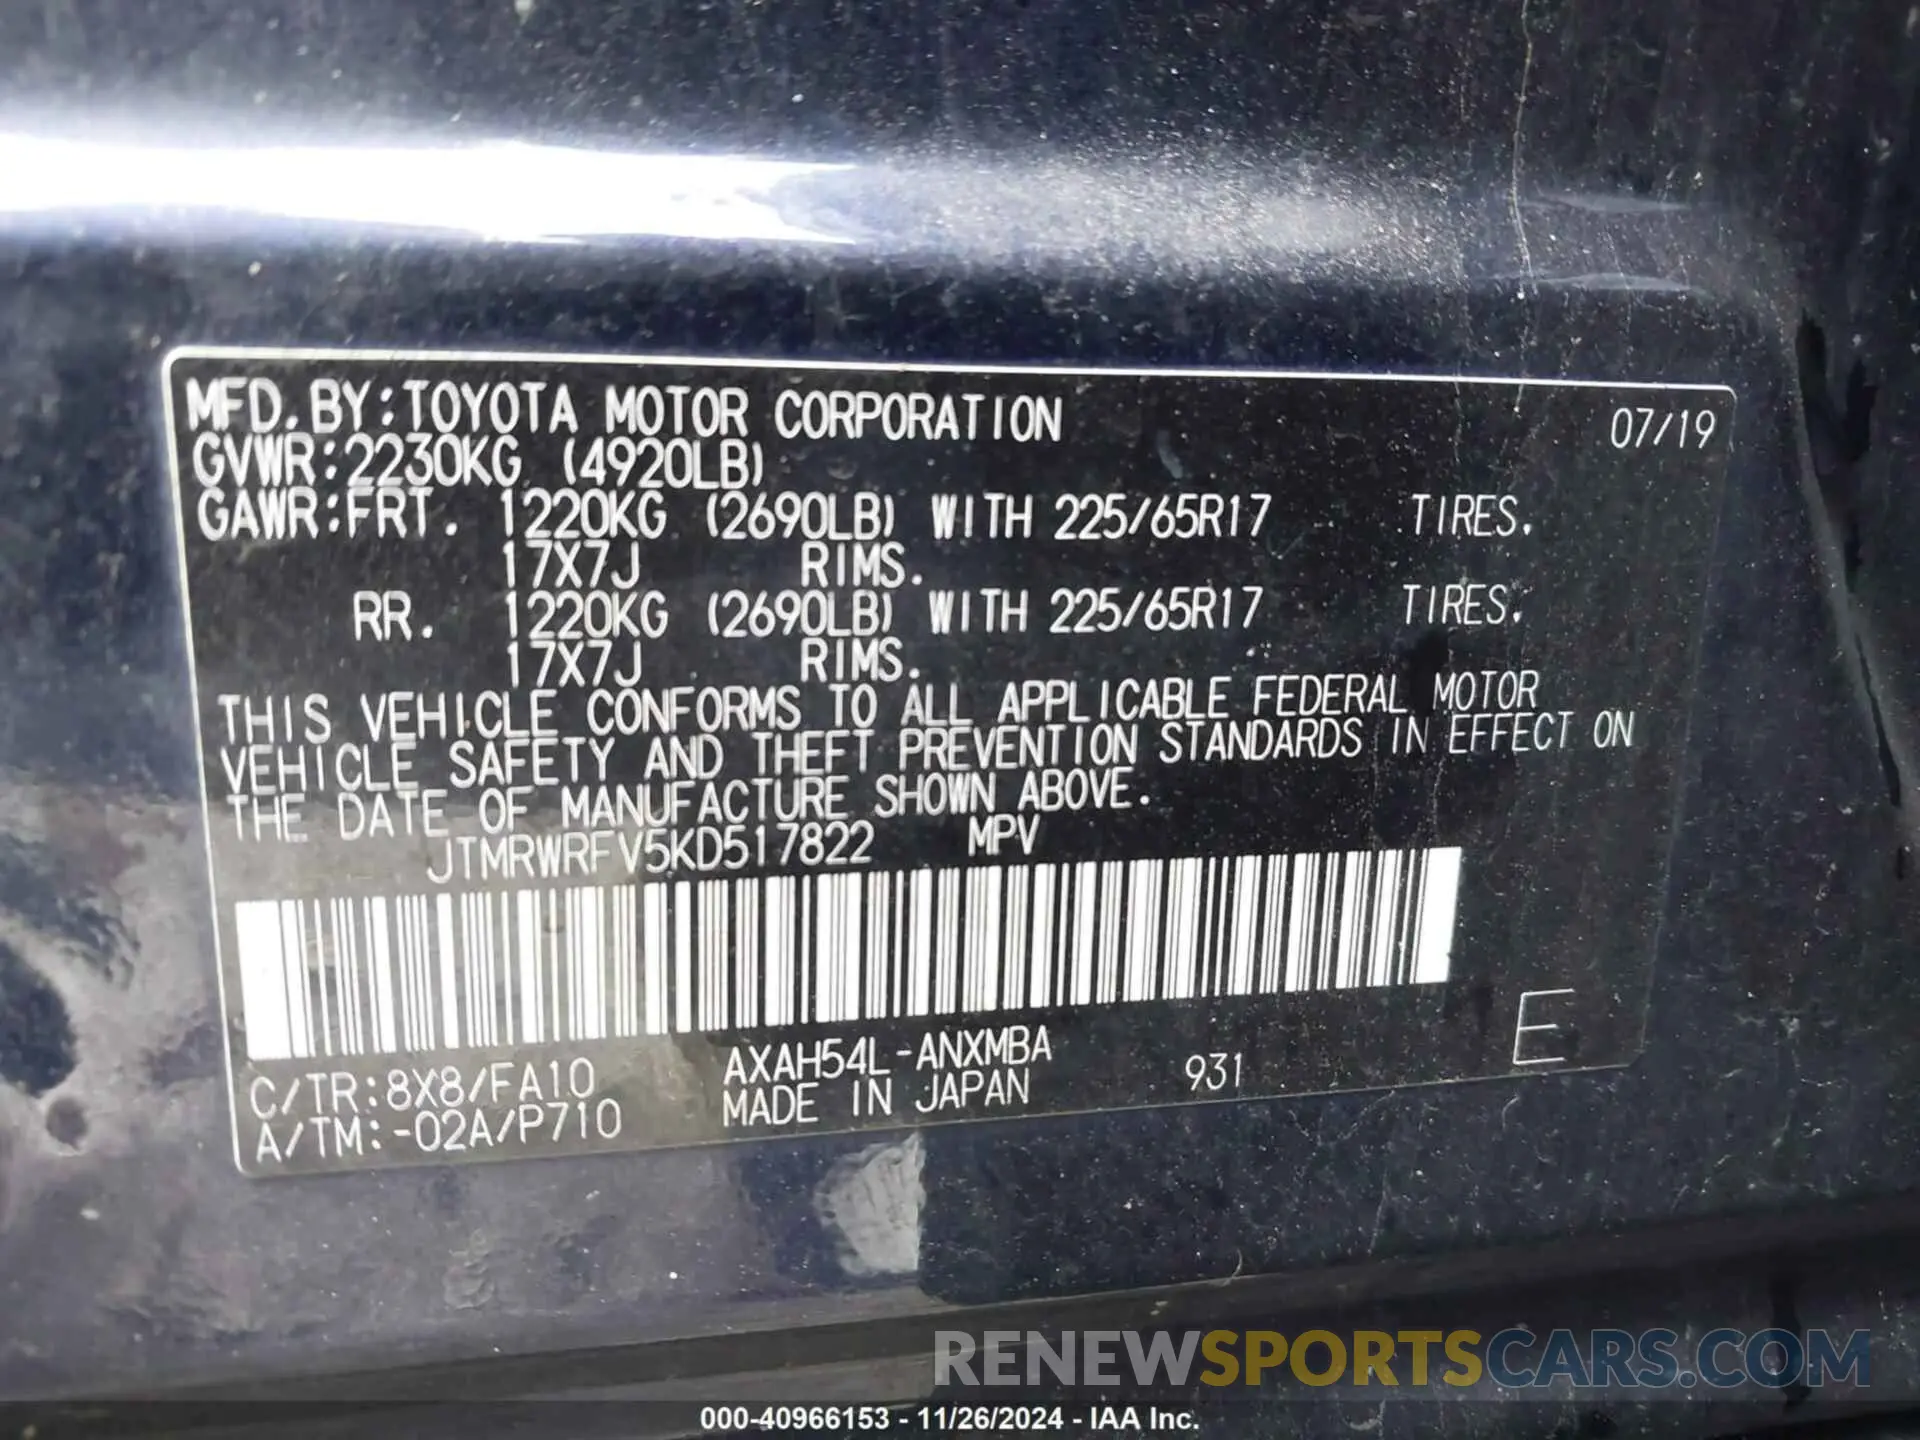 MFD. BY: TOYOTA MOTOR CORPORATION 07/19
GVWR: 2230KG (4920LB)
GAWR: FRT. 1220KG (2690LB) WITH 225/65R17 TIRES.
17X7J RIMS.
RR. 1220KG (2690LB) WITH 225/65R17 TIRES.
17X7J RIMS.
THIS VEHICLE CONFORMS TO ALL APPLICABLE FEDERAL MOTOR
VEHICLE SAFETY AND THEFT PREVENTION STANDARDS IN EFFECT ON
THE DATE OF MANUFACTURE SHOWN ABOVE.
JTMRWRFV5KD517822 MPV
C/TR: 8X8/FA10 AXAH54L-ANXMBA 931 E
A/TM: -02A/P710 MADE IN JAPAN
RENEWSPORTSCARS.COM
000-40966153 - 11/26/2024 - IAA Inc.